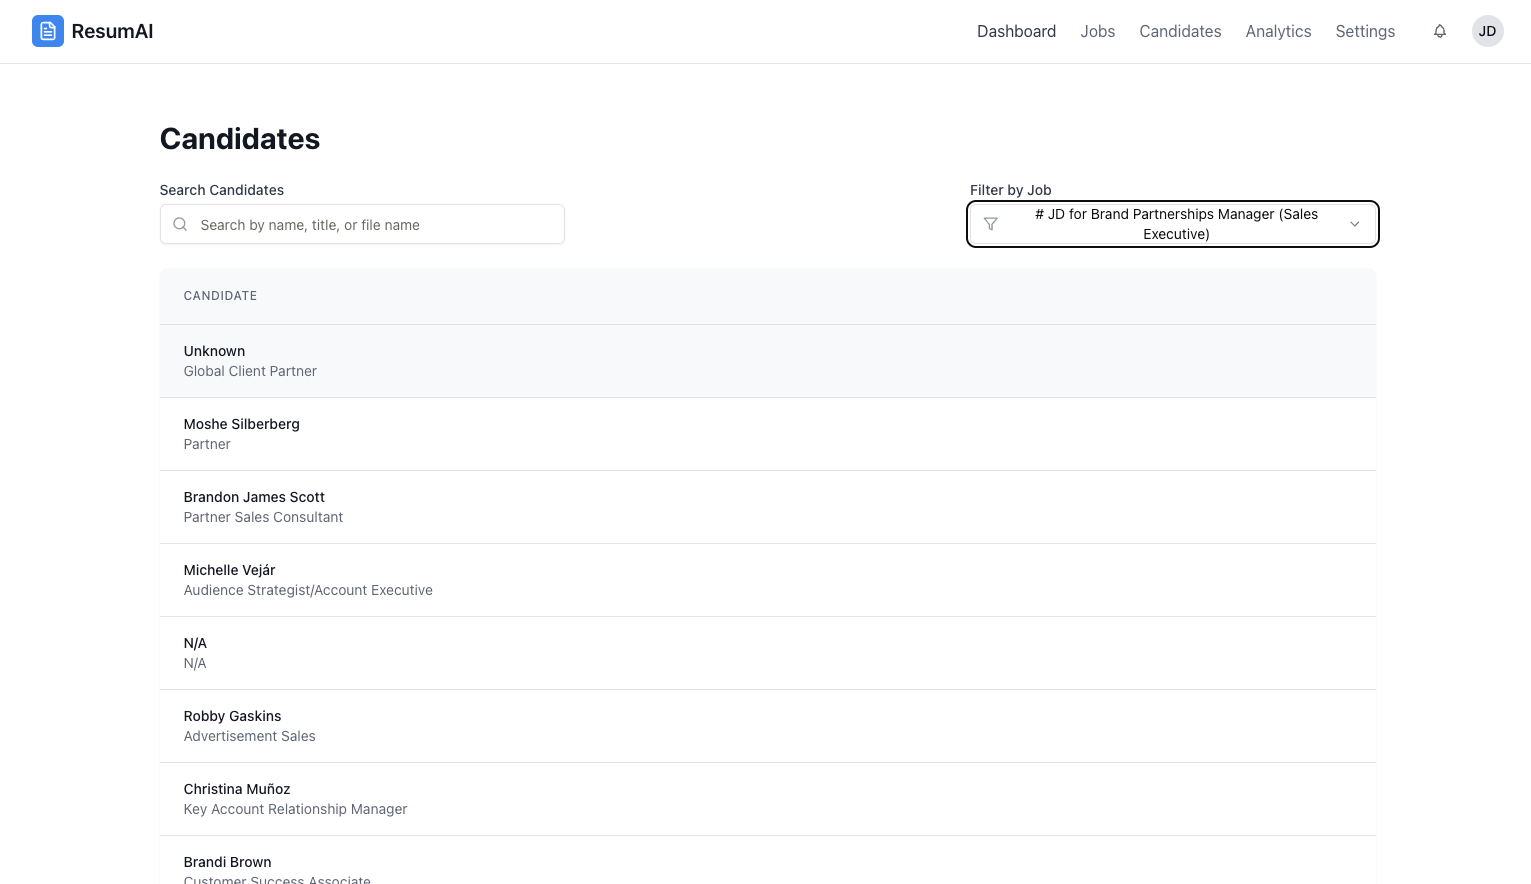 ResumAI
Dashboard
Jobs
Candidates
Analytics
Settings
JD
Candidates
Search Candidates
Search by name, title, or file name
Filter by Job
# JD for Brand Partnerships Manager (Sales
Executive)
CANDIDATE
Unknown
Global Client Partner
Moshe Silberberg
Partner
Brandon James Scott
Partner Sales Consultant
Michelle Vejár
Audience Strategist/Account Executive
N/A
N/A
Robby Gaskins
Advertisement Sales
Christina Muñoz
Key Account Relationship Manager
Brandi Brown
Customer Success Associate